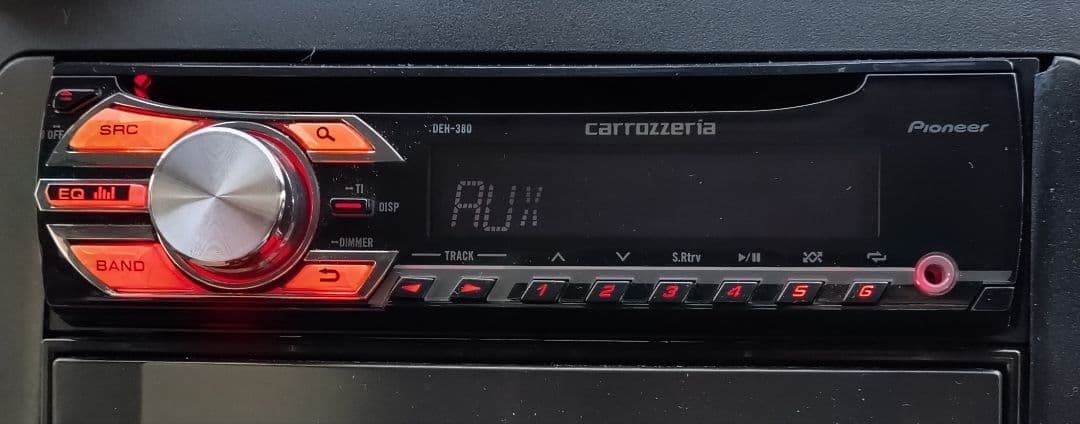 OFF
SRC
DEH-380
carrozzeria
Pioneer
EQ
TI
DISP
AUX
DIMMER
BAND
TRACK
S.Rtrv
1 2 3 4 5 6